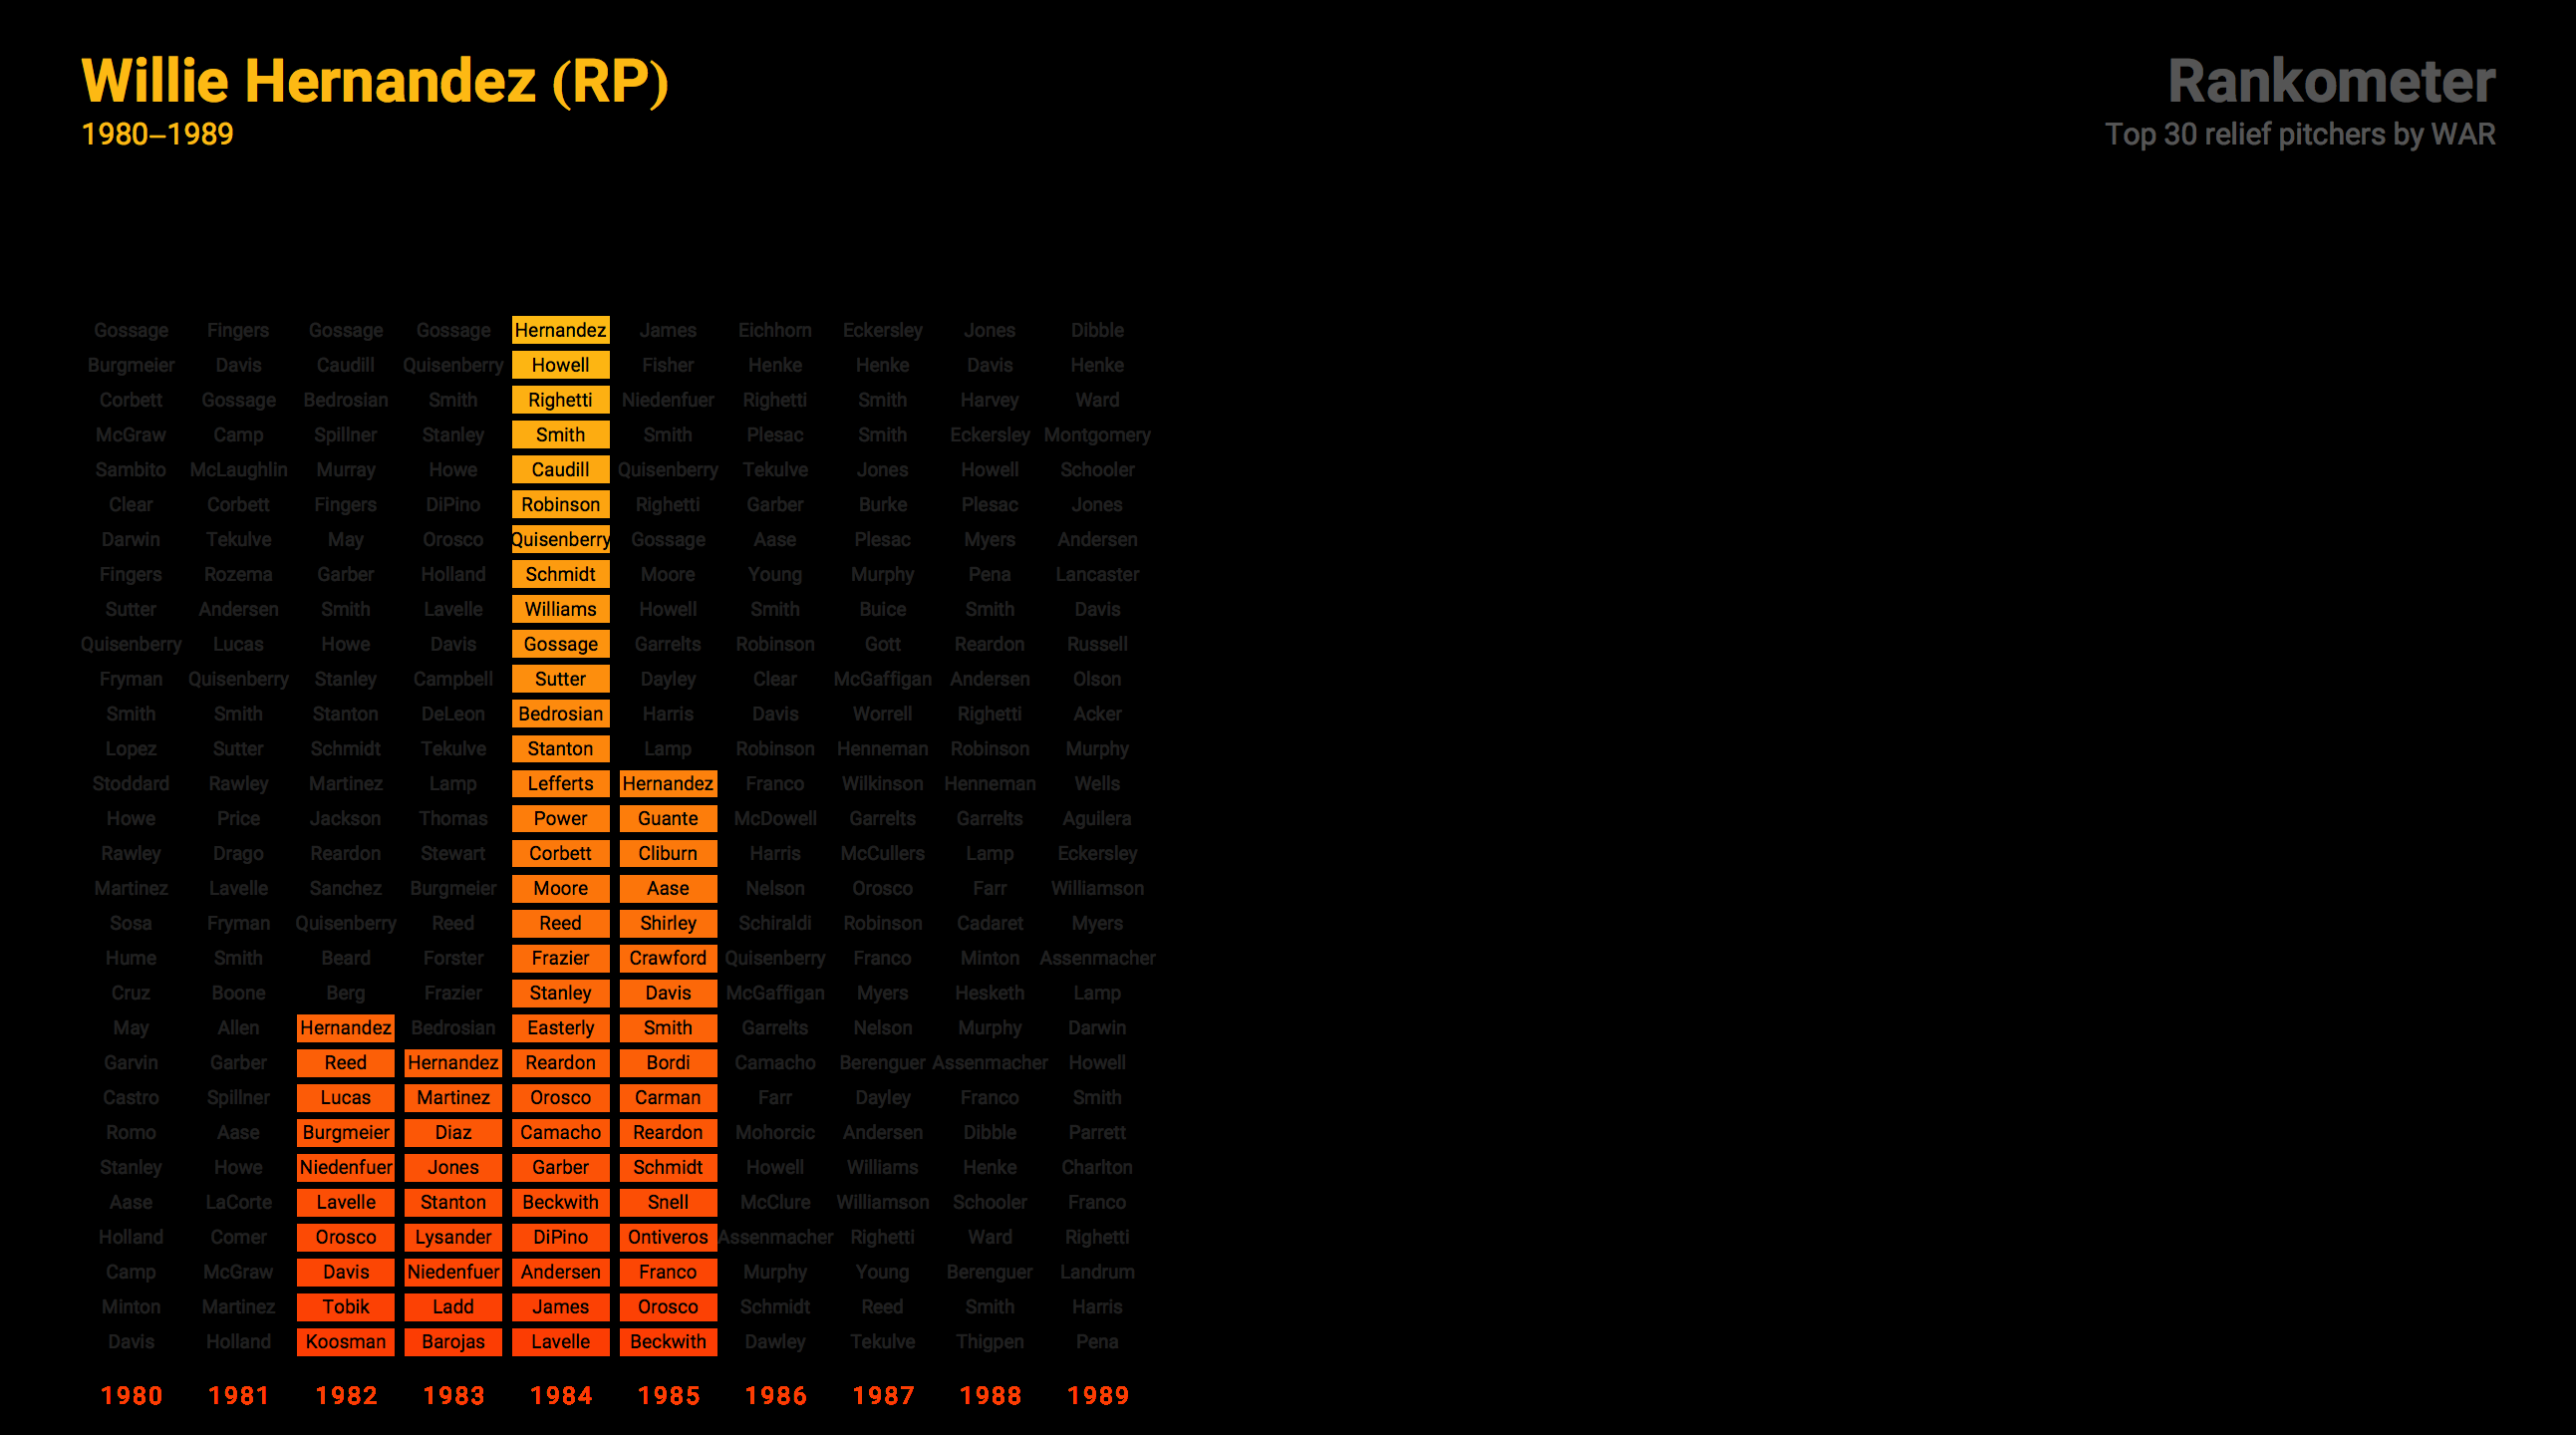 Willie Hernandez (RP)
1980–1989
Rankometer
Top 30 relief pitchers by WAR
Gossage Fingers Gossage Gossage Hernandez James Eichhorn Eckersley Jones Dibble
Burgmeier Davis Caudill Quisenberry Howell Fisher Henke Henke Davis Henke
Corbett Gossage Bedrosian Smith Righetti Niedenfuer Righetti Smith Harvey Ward
McGraw Camp Spillner Stanley Smith Smith Plesac Smith Eckersley Montgomery
Sambito McLaughlin Murray Howe Caudill Quisenberry Tekulve Jones Howell Schooler
Clear Corbett Fingers DiPino Robinson Righetti Garber Burke Plesac Jones
Darwin Tekulve May Orosco Quisenberry Gossage Aase Plesac Myers Andersen
Fingers Rozema Garber Holland Schmidt Moore Young Murphy Pena Lancaster
Sutter Andersen Smith Lavelle Williams Howell Smith Buice Smith Davis
Quisenberry Lucas Howe Davis Gossage Garrelts Robinson Gott Reardon Russell
Fryman Quisenberry Stanley Campbell Sutter Dayley Clear McGaffigan Andersen Olson
Smith Smith Stanton DeLeon Bedrosian Harris Davis Worrell Righetti Acker
Lopez Sutter Schmidt Tekulve Stanton Lamp Robinson Henneman Robinson Murphy
Stoddard Rawley Martinez Lamp Lefferts Hernandez Franco Wilkinson Henneman Wells
Howe Price Jackson Thomas Power Guante McDowell Garrelts Garrelts Aguilera
Rawley Drago Reardon Stewart Corbett Cliburn Harris McCullers Lamp Eckersley
Martinez Lavelle Sanchez Burgmeier Moore Aase Nelson Orosco Farr Williamson
Sosa Fryman Quisenberry Reed Reed Shirley Schiraldi Robinson Cadaret Myers
Hume Smith Beard Forster Frazier Crawford Quisenberry Franco Minton Assenmacher
Cruz Boone Berg Frazier Stanley Davis McGaffigan Myers Hesketh Lamp
May Allen Hernandez Bedrosian Easterly Smith Garrelts Nelson Murphy Darwin
Garvin Garber Reed Hernandez Reardon Bordi Camacho Berenguer Assenmacher Howell
Castro Spillner Lucas Martinez Orosco Carman Farr Dayley Franco Smith
Romo Aase Burgmeier Diaz Camacho Reardon Mohorcic Andersen Dibble Parrett
Stanley Howe Niedenfuer Jones Garber Schmidt Howell Williams Henke Charlton
Aase LaCorte Lavelle Stanton Beckwith Snell McClure Williamson Schooler Franco
Holland Comer Orosco Lysander DiPino Ontiveros Assenmacher Righetti Ward Righetti
Camp McGraw Davis Niedenfuer Andersen Franco Murphy Young Berenguer Landrum
Minton Martinez Tobik Ladd James Orosco Schmidt Reed Smith Harris
Davis Holland Koosman Barojas Lavelle Beckwith Dawley Tekulve Thigpen Pena
1980 1981 1982 1983 1984 1985 1986 1987 1988 1989